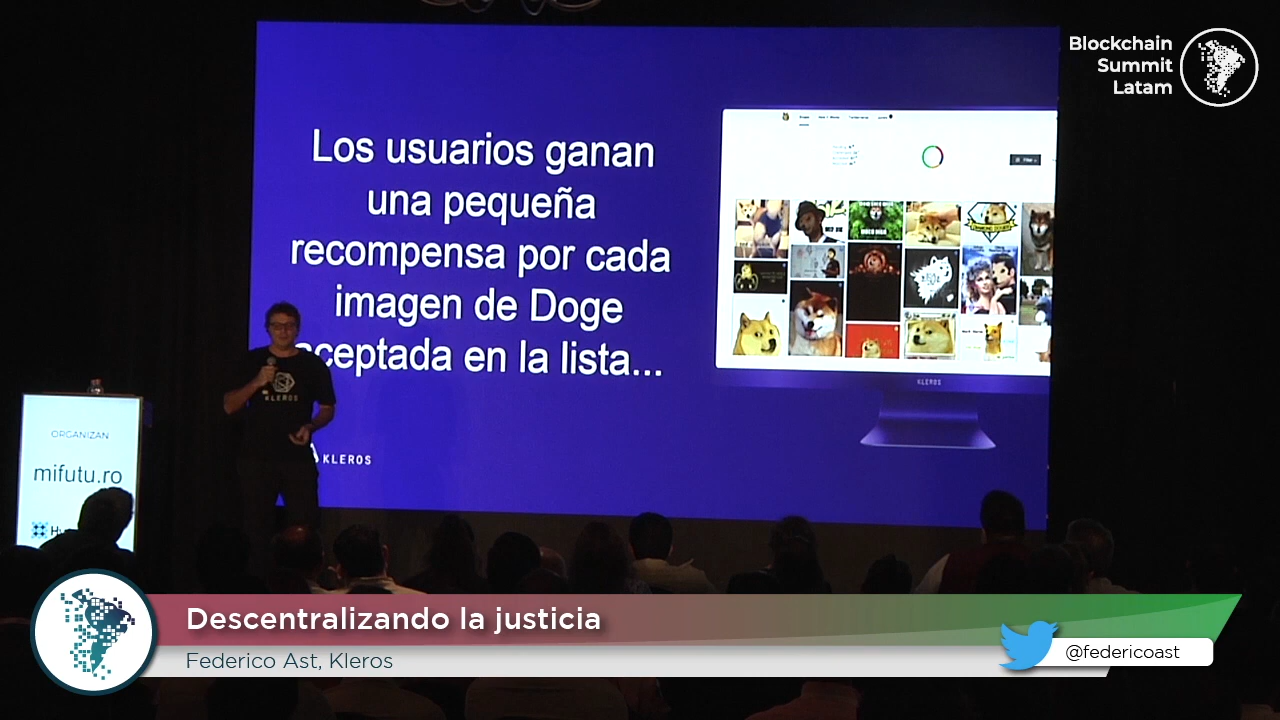 Blockchain
Summit
Latam
Los usuarios ganan
una pequeña
recompensa por cada
imagen de Doge
aceptada en la lista...
KLEROS
KLEROS
KLEROS
ORGANIZAN
mifutu.ro
Descentralizando la justicia
Federico Ast, Kleros
@federicoast